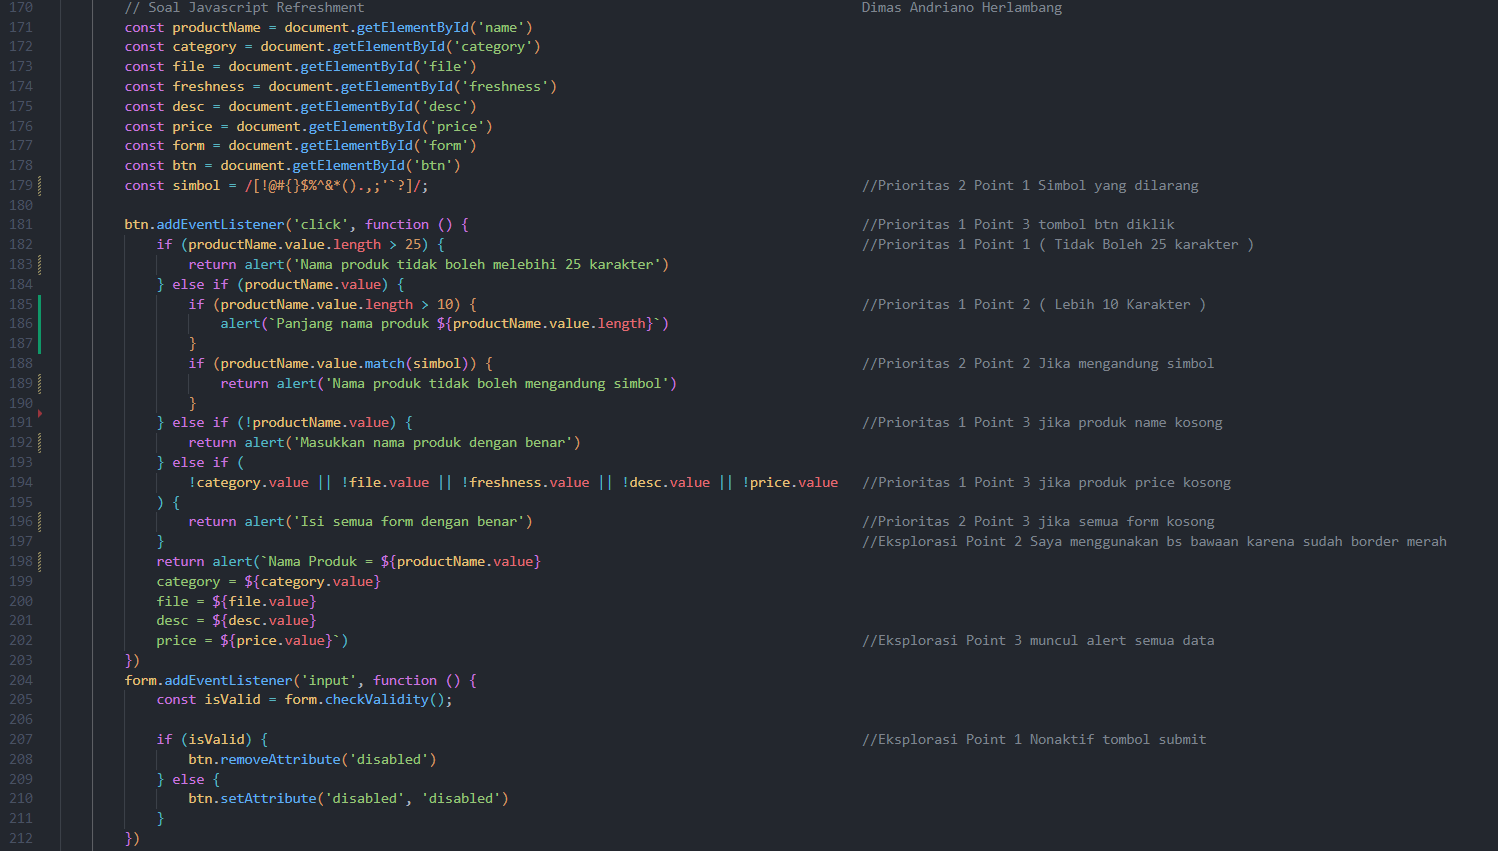 170 // Soal Javascript Refreshment Dimas Andriano Herlambang
171 const productName = document.getElementById('name')
172 const category = document.getElementById('category')
173 const file = document.getElementById('file')
174 const freshness = document.getElementById('freshness')
175 const desc = document.getElementById('desc')
176 const price = document.getElementById('price')
177 const form = document.getElementById('form')
178 const btn = document.getElementById('btn')
179 const simbol = /[!@#{}$%^&*().,;'`?]/; //Prioritas 2 Point 1 Simbol yang dilarang
180
181 btn.addEventListener('click', function () { //Prioritas 1 Point 3 tombol btn diklik
182 if (productName.value.length > 25) { //Prioritas 1 Point 1 ( Tidak Boleh 25 karakter )
183 return alert('Nama produk tidak boleh melebihi 25 karakter')
184 } else if (productName.value) {
185 if (productName.value.length > 10) { //Prioritas 1 Point 2 ( Lebih 10 Karakter )
186 alert(`Panjang nama produk ${productName.value.length}`)
187 }
188 if (productName.value.match(simbol)) { //Prioritas 2 Point 2 Jika mengandung simbol
189 return alert('Nama produk tidak boleh mengandung simbol')
190 }
191 } else if (!productName.value) { //Prioritas 1 Point 3 jika produk name kosong
192 return alert('Masukkan nama produk dengan benar')
193 } else if (
194 !category.value || !file.value || !freshness.value || !desc.value || !price.value //Prioritas 1 Point 3 jika produk price kosong
195 ) {
196 return alert('Isi semua form dengan benar') //Prioritas 2 Point 3 jika semua form kosong
197 } //Eksplorasi Point 2 Saya menggunakan bs bawaan karena sudah border merah
198 return alert(`Nama Produk = ${productName.value}
199 category = ${category.value}
200 file = ${file.value}
201 desc = ${desc.value}
202 price = ${price.value}`) //Eksplorasi Point 3 muncul alert semua data
203 })
204 form.addEventListener('input', function () {
205 const isValid = form.checkValidity();
206
207 if (isValid) { //Eksplorasi Point 1 Nonaktif tombol submit
208 btn.removeAttribute('disabled')
209 } else {
210 btn.setAttribute('disabled', 'disabled')
211 }
212 })